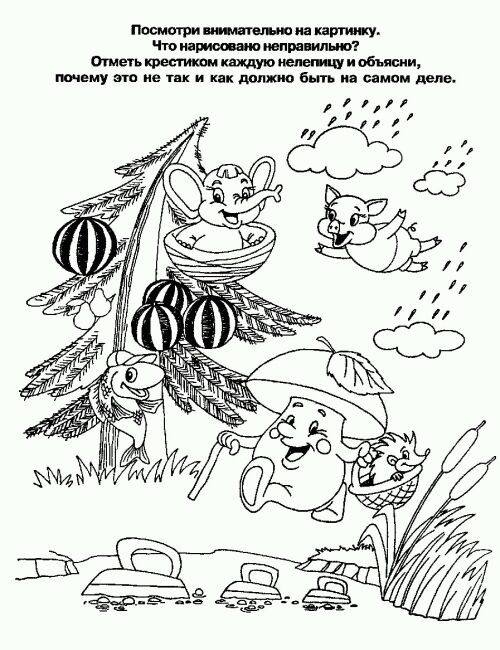 Посмотри внимательно на картинку.
Что нарисовано неправильно?
Отметь крестиком каждую нелепицу и объясни,
почему это не так и как должно быть на самом деле.